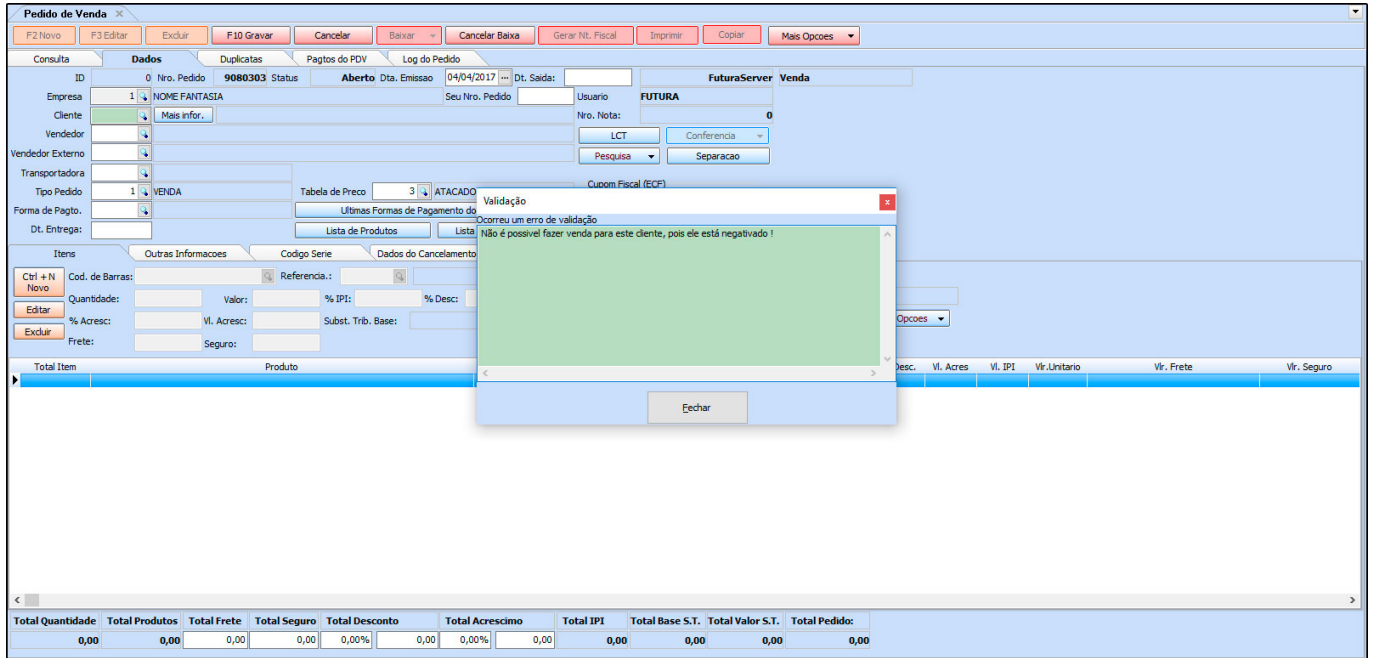 Pedido de Venda
F2 Novo F3 Editar Excluir F10 Gravar Cancelar Baixar Cancelar Baixa Gerar Nt. Fiscal Imprimir Copiar Mais Opcoes
Consulta Dados Duplicatas Pagtos do PDV Log do Pedido
ID 0 Nro. Pedido 9080303 Status Aberto Dta. Emissao 04/04/2017 ... Dt. Saida: FuturaServer Venda
Empresa 1 NOME FANTASIA Seu Nro. Pedido Usuario FUTURA
Cliente Mais infor. Nro. Nota: 0
Vendedor LCT Conferencia
Vendedor Externo Pesquisa Separacao
Transportadora Cupom Fiscal (ECF)
Tipo Pedido 1 VENDA Tabela de Preco 3 ATACADO
Forma de Pagto. Ultimas Formas de Pagamento do
Dt. Entrega: Lista de Produtos Lista
Validação x
Ocorreu um erro de validação
Não é possivel fazer venda para este cliente, pois ele está negativado !
Fechar
Itens Outras Informacoes Codigo Serie Dados do Cancelamento
Ctrl + N Novo Cod. de Barras: Referencia.:
Quantidade: Valor: % IPI: % Desc:
Editar % Acresc: Vl. Acresc: Subst. Trib. Base: Opcoes
Excluir Frete: Seguro:
Total Item Produto Desc. Vl. Acres Vl. IPI Vlr.Unitario Vlr. Frete Vlr. Seguro
Total Quantidade Total Produtos Total Frete Total Seguro Total Desconto Total Acrescimo Total IPI Total Base S.T. Total Valor S.T. Total Pedido:
0,00 0,00 0,00 0,00 0,00% 0,00 0,00% 0,00 0,00 0,00 0,00 0,00